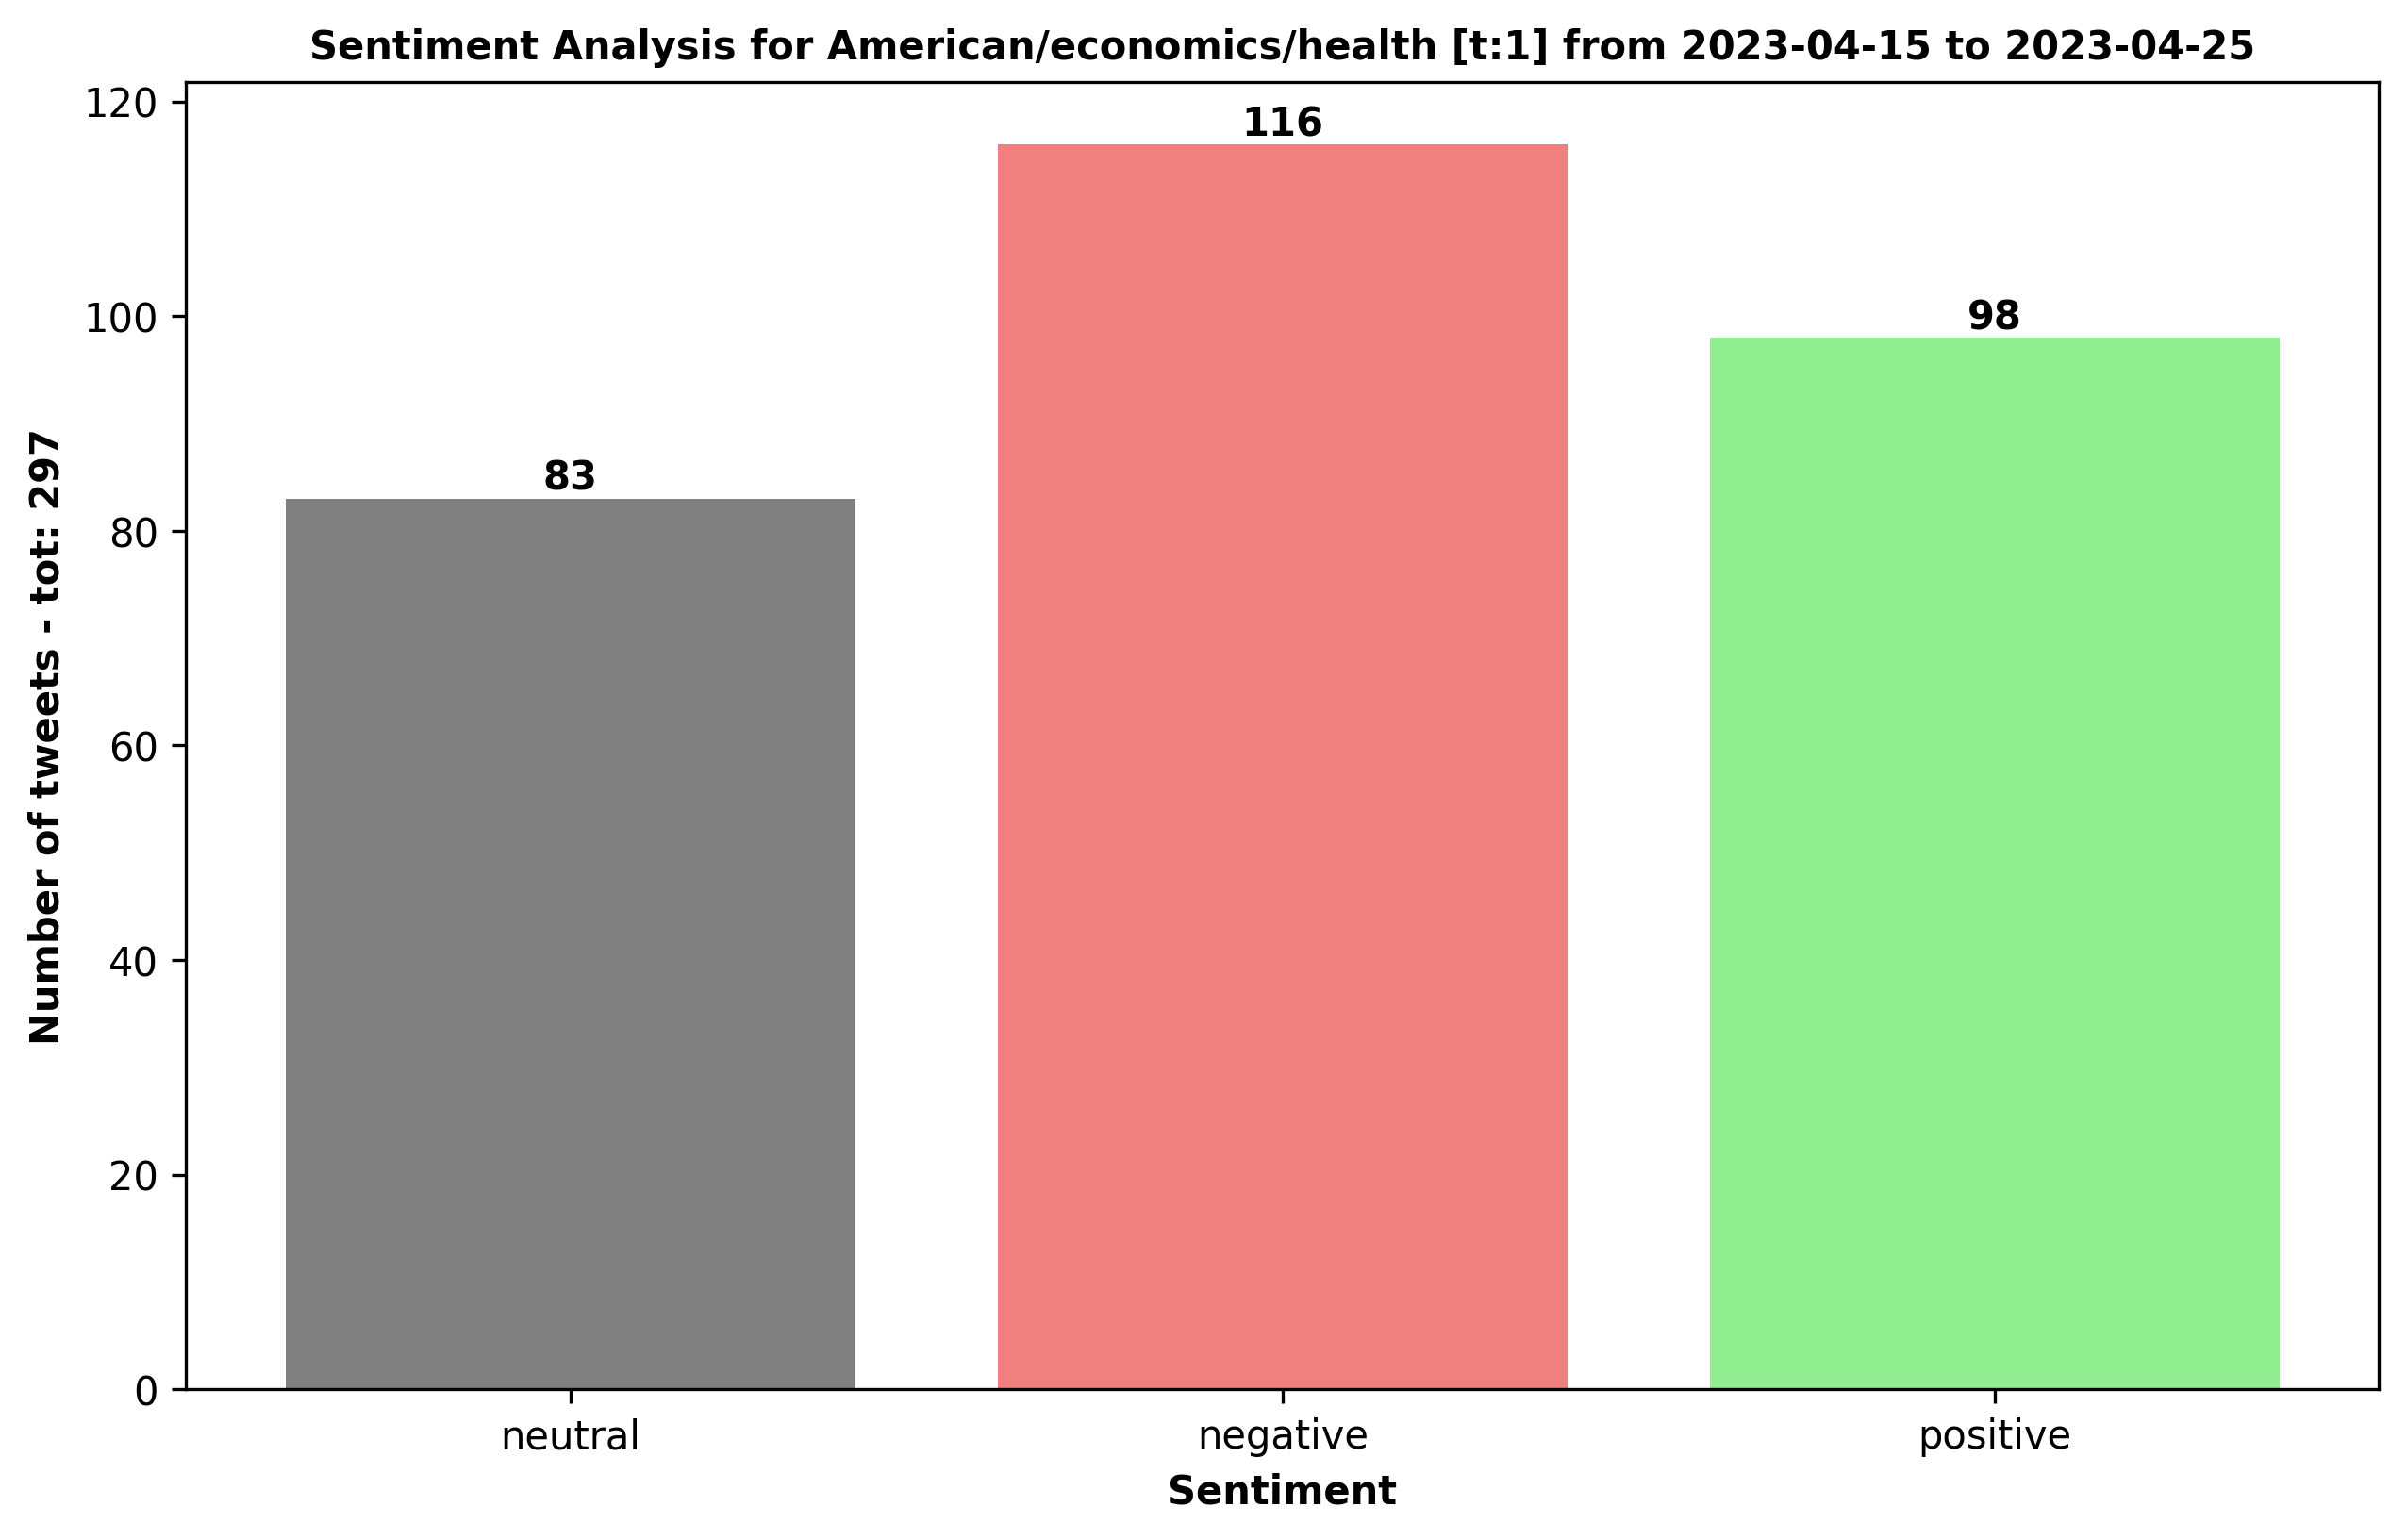 Sentiment Analysis for American/economics/health [t:1] from 2023-04-15 to 2023-04-25
Number of tweets - tot: 297
120
100
80
60
40
20
0
83
116
98
neutral
negative
positive
Sentiment